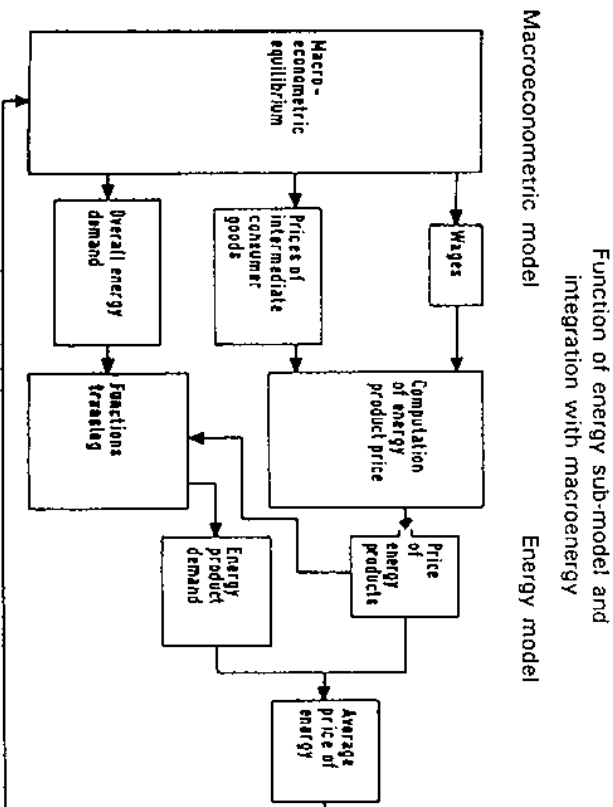 Function of energy sub-model and
integration with macroenergy
Macroeconometric model
Energy model
Macro-
econometric
equilibrium
Wages
Prices of
intermediate
consumer
goods
Overall energy
demand
Computation
of energy
product price
Functions
translog
Price
of
energy
products
Energy
product
demand
Average
price of
energy